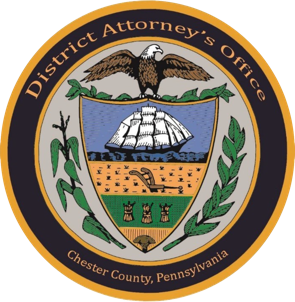 District Attorney's Office
Chester County, Pennsylvania